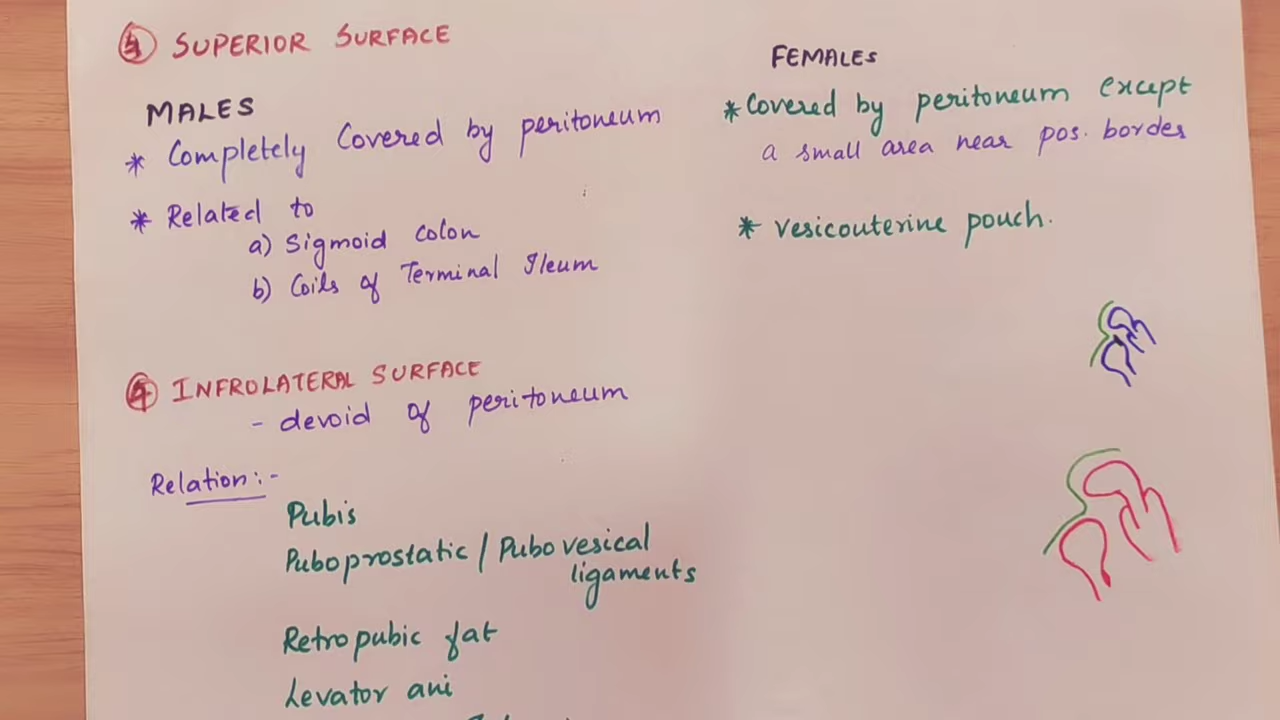 3 SUPERIOR SURFACE
MALES
* Completely Covered by peritoneum
* Related to
a) Sigmoid colon
b) Coils of Terminal Ileum
FEMALES
* Covered by peritoneum except
a small area near pos. border
* vesicouterine pouch.
4 INFROLATERAL SURFACE
- devoid of peritoneum
Relation:-
Pubis
Puboprostatic / Pubovesical
ligaments
Retropubic fat
Levator ani